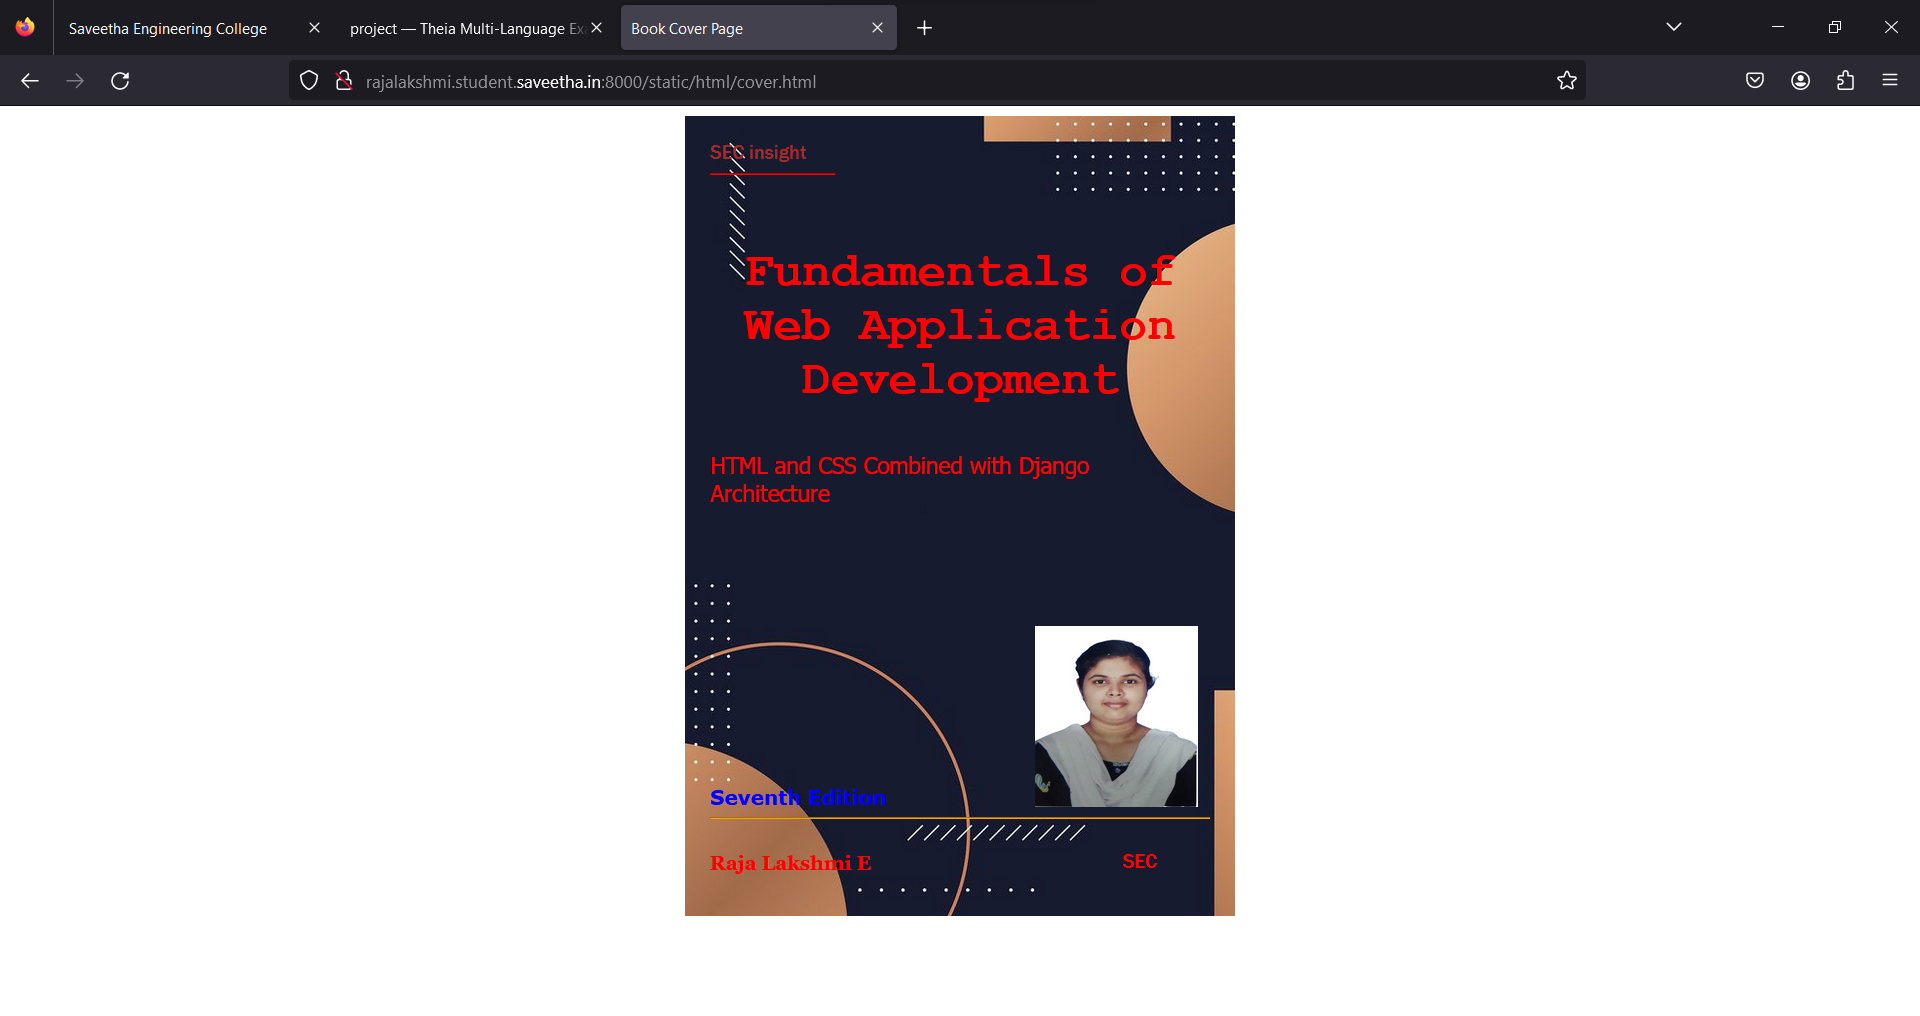 Saveetha Engineering College
project — Theia Multi-Language Ex
Book Cover Page
rajalakshmi.student.saveetha.in:8000/static/html/cover.html
SEC insight
Fundamentals of
Web Application
Development
HTML and CSS Combined with Django
Architecture
Seventh Edition
Raja Lakshmi E
SEC